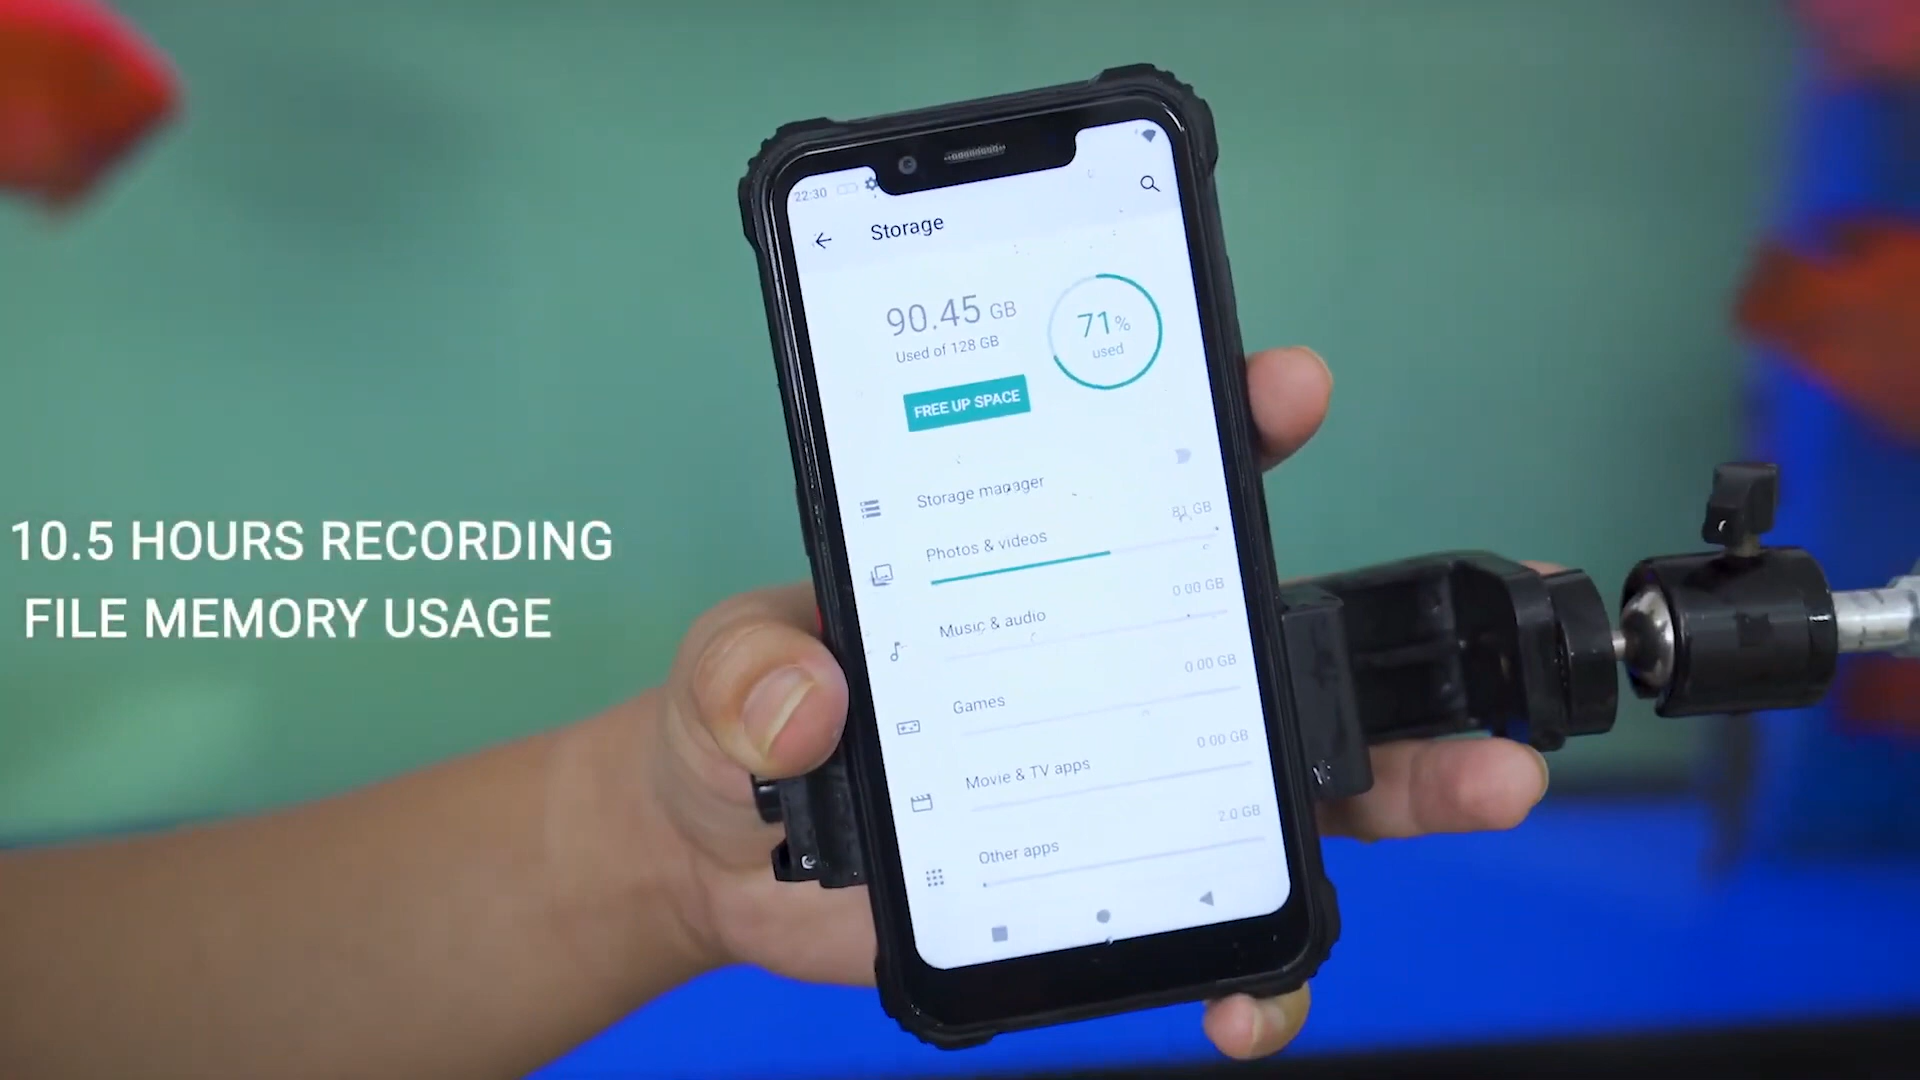 22:30
Storage
90.45 GB
Used of 128 GB
71%
used
FREE UP SPACE
Storage manager
81 GB
Photos & videos
0.00 GB
Music & audio
0.00 GB
Games
0.00 GB
Movie & TV apps
2.0 GB
Other apps
10.5 HOURS RECORDING
FILE MEMORY USAGE